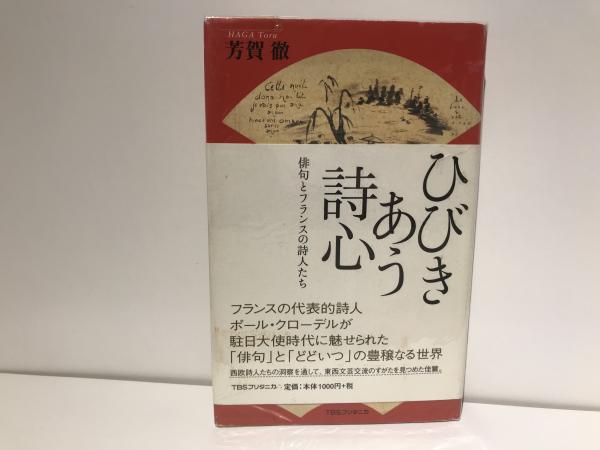 HAGA Toru
芳賀 徹
Cette nuit
dans mon lit
ひびき
あう
詩心
俳句とフランスの詩人たち
フランスの代表的詩人
ポール・クローデルが
駐日大使時代に魅せられた
「俳句」と「どどいつ」の豊穣なる世界
西欧詩人たちの洞察を通して、東西文芸交流のすがたを見つめた佳篇。
TBSブリタニカ 定価:本体1000円+税
TBSブリタニカ